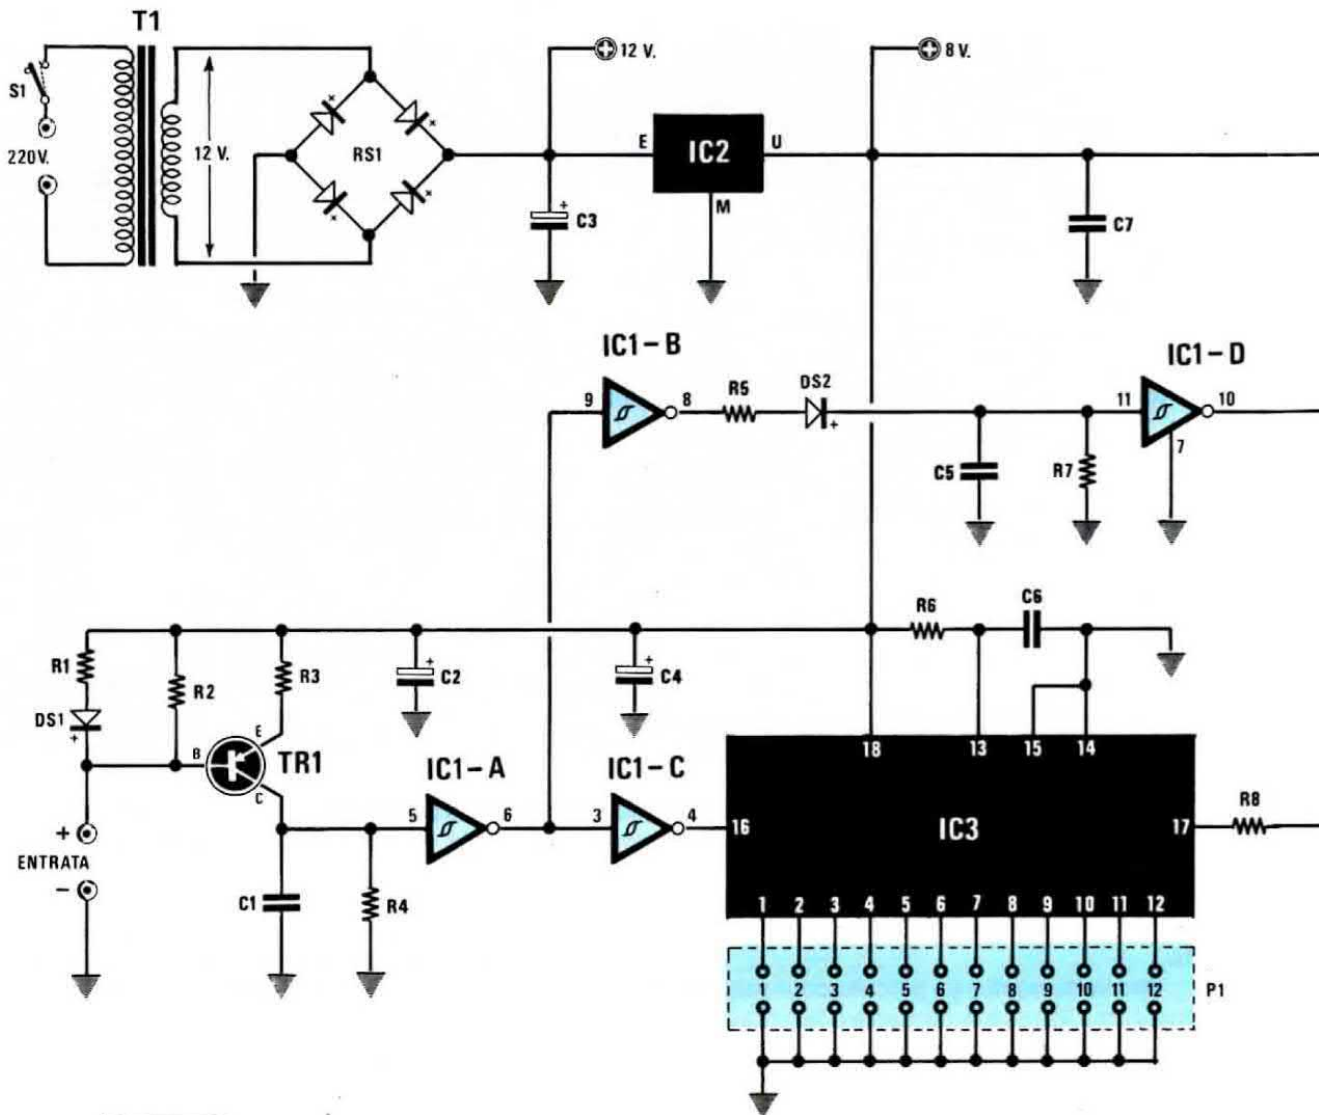 T1
S1
220V.
12 V.
RS1
12 V.
+
C3
E
IC2
U
M
8 V.
C7
IC1-B
9
8
R5
DS2
+
C5
R7
IC1-D
11
10
7
R1
DS1
+
R2
R3
B
E
C
TR1
+
C2
+
C4
R6
C6
ENTRATA
+
-
C1
R4
IC1-A
5
6
IC1-C
3
4
18
13
15
14
16
IC3
17
R8
1 2 3 4 5 6 7 8 9 10 11 12
1 2 3 4 5 6 7 8 9 10 11 12
P1